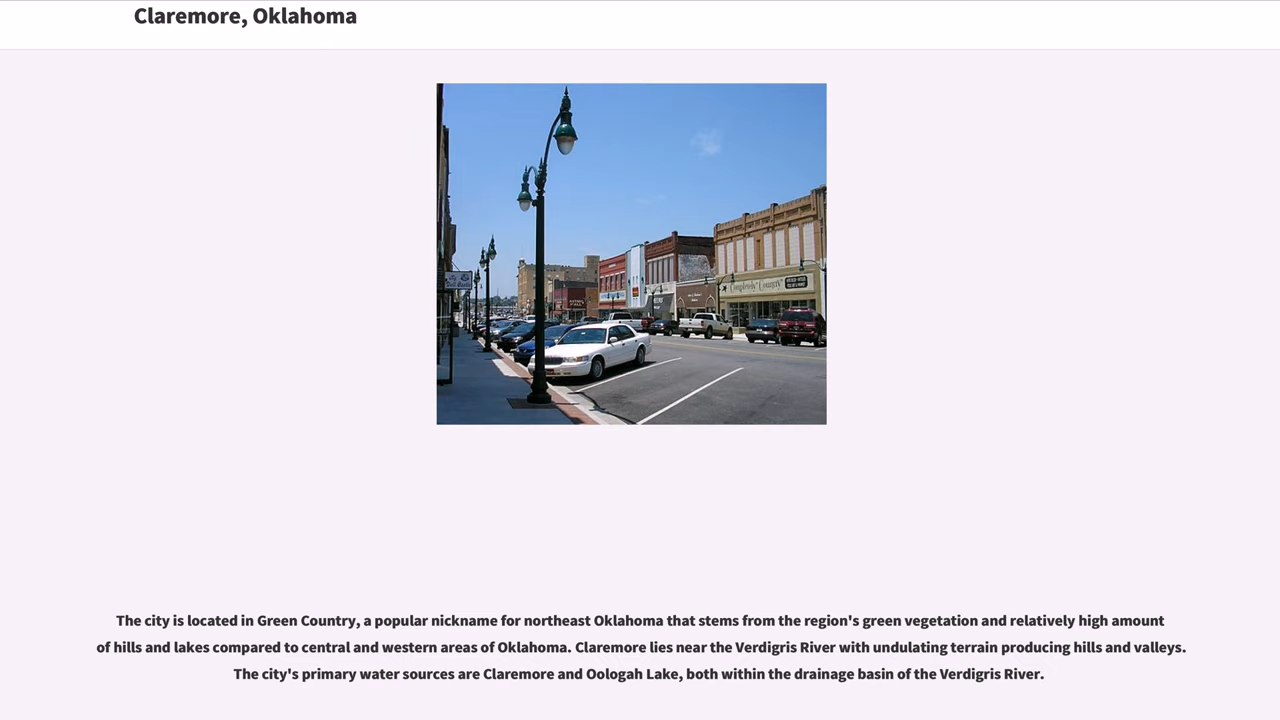 Claremore, Oklahoma
Completely Country
The city is located in Green Country, a popular nickname for northeast Oklahoma that stems from the region's green vegetation and relatively high amount
of hills and lakes compared to central and western areas of Oklahoma. Claremore lies near the Verdigris River with undulating terrain producing hills and valleys.
The city's primary water sources are Claremore and Oologah Lake, both within the drainage basin of the Verdigris River.